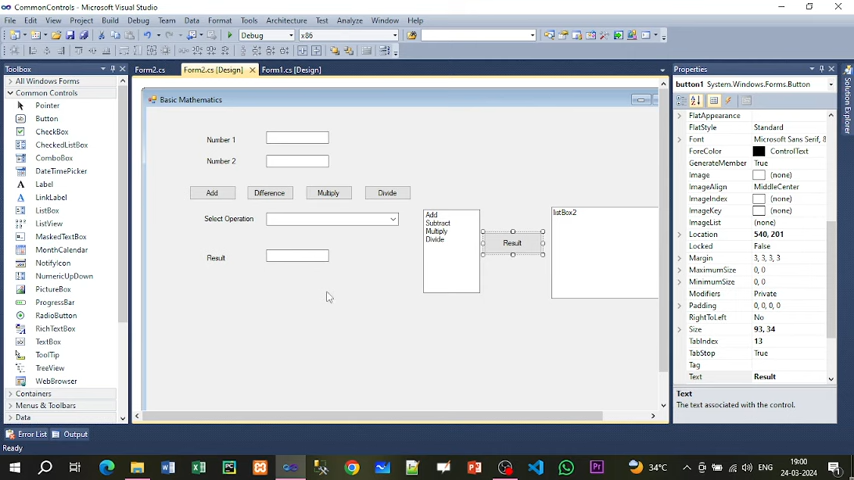 CommonControls - Microsoft Visual Studio
File Edit View Project Build Debug Team Data Format Tools Architecture Test Analyze Window Help
Debug x86
Toolbox
All Windows Forms
Common Controls
Pointer
Button
CheckBox
CheckedListBox
ComboBox
DateTimePicker
Label
LinkLabel
ListBox
ListView
MaskedTextBox
MonthCalendar
NotifyIcon
NumericUpDown
PictureBox
ProgressBar
RadioButton
RichTextBox
TextBox
ToolTip
TreeView
WebBrowser
Containers
Menus & Toolbars
Data
Form2.cs Form2.cs [Design] Form1.cs [Design]
Basic Mathematics
Number 1
Number 2
Add Difference Multiply Divide
Select Operation
Result
Add
Subtract
Multiply
Divide
Result
listBox2
Properties
button1 System.Windows.Forms.Button
FlatAppearance
FlatStyle Standard
Font Microsoft Sans Serif, 8
ForeColor ControlText
GenerateMember True
Image (none)
ImageAlign MiddleCenter
ImageIndex (none)
ImageKey (none)
ImageList (none)
Location 540, 201
Locked False
Margin 3, 3, 3, 3
MaximumSize 0, 0
MinimumSize 0, 0
Modifiers Private
Padding 0, 0, 0, 0
RightToLeft No
Size 93, 34
TabIndex 13
TabStop True
Tag
Text Result
Text
The text associated with the control.
Solution Explorer
Error List Output
Ready
34°C ENG 19:00
24-03-2024